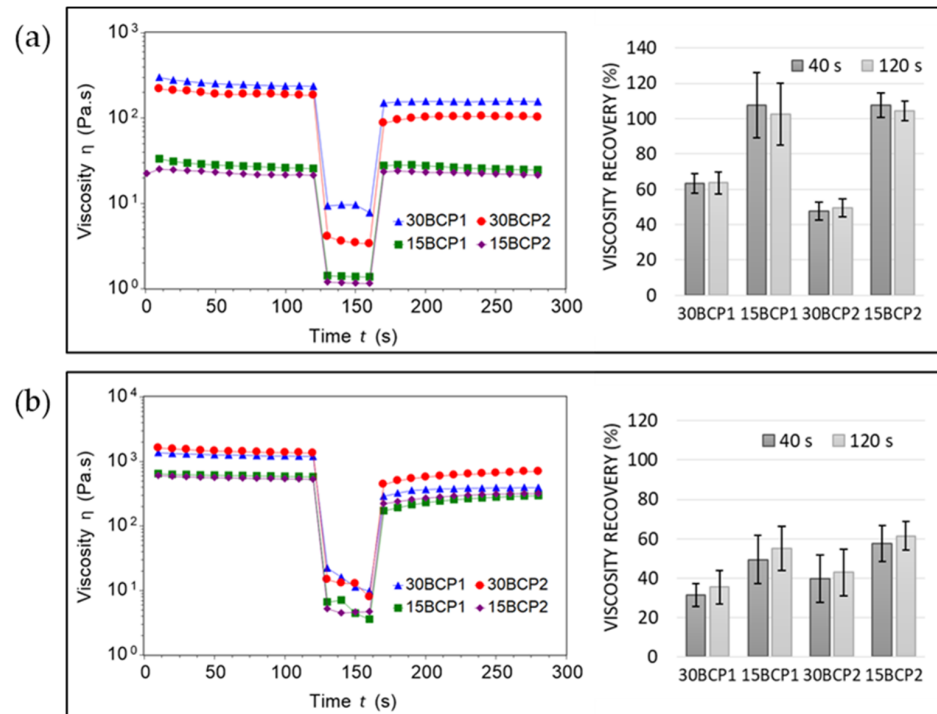 (a)
Viscosity η (Pa.s)
10³
10²
10¹
10⁰
30BCP1 30BCP2
15BCP1 15BCP2
0 50 100 150 200 250 300
Time t (s)
VISCOSITY RECOVERY (%)
140
120
100
80
60
40
20
0
40 s 120 s
30BCP1 15BCP1 30BCP2 15BCP2
(b)
Viscosity η (Pa.s)
10⁴
10³
10²
10¹
10⁰
30BCP1 30BCP2
15BCP1 15BCP2
0 50 100 150 200 250 300
Time t (s)
VISCOSITY RECOVERY (%)
120
100
80
60
40
20
0
40 s 120 s
30BCP1 15BCP1 30BCP2 15BCP2